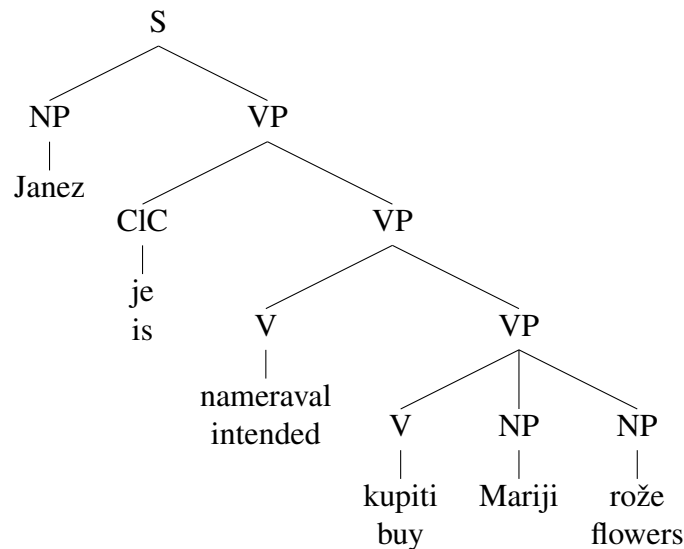 S
NP VP
Janez
ClC VP
je
is
V VP
nameraval
intended
V NP NP
kupiti Mariji rože
buy flowers